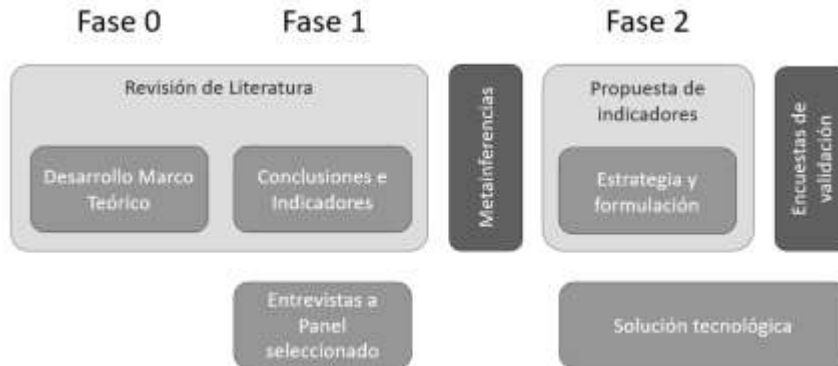 Fase 0
Fase 1
Fase 2
Revisión de Literatura
Desarrollo Marco
Teórico
Conclusiones e
Indicadores
Entrevistas a
Panel
seleccionado
Metainferencias
Propuesta de
indicadores
Estrategia y
formulación
Encuestas de
validación
Solución tecnológica